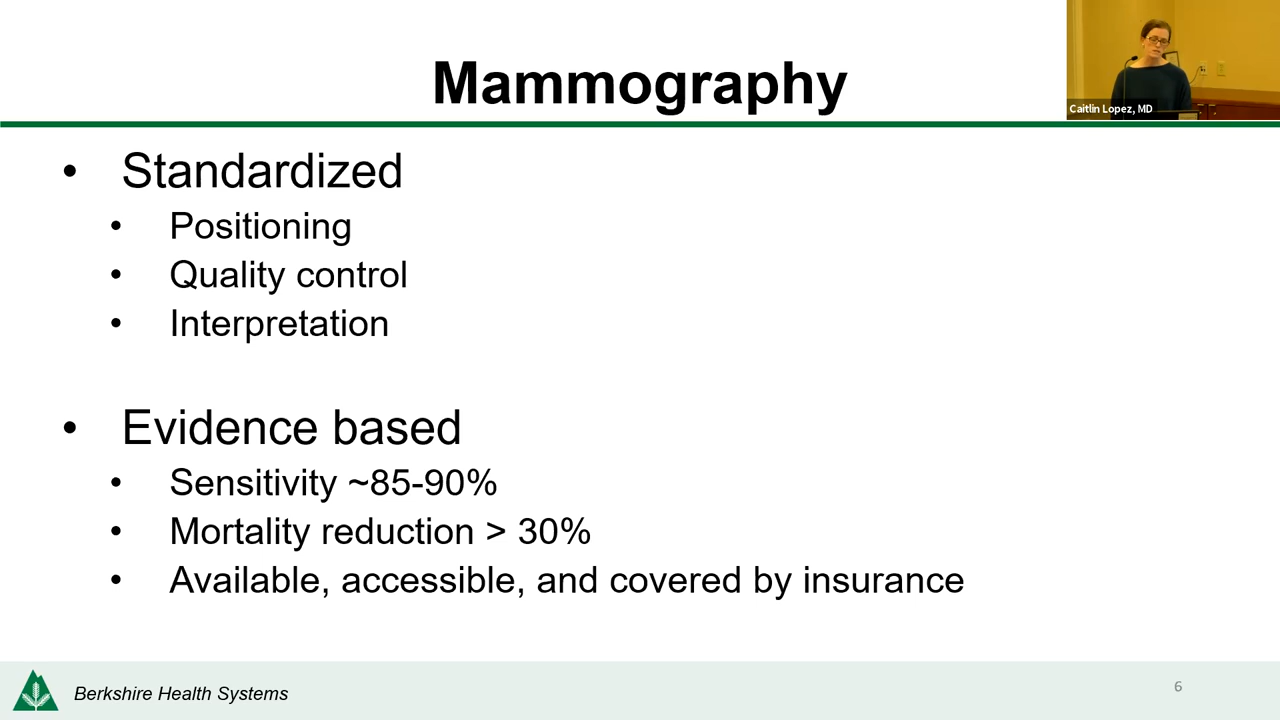 Mammography
Caitlin Lopez, MD
• Standardized
• Positioning
• Quality control
• Interpretation
• Evidence based
• Sensitivity ~85-90%
• Mortality reduction > 30%
• Available, accessible, and covered by insurance
Berkshire Health Systems
6